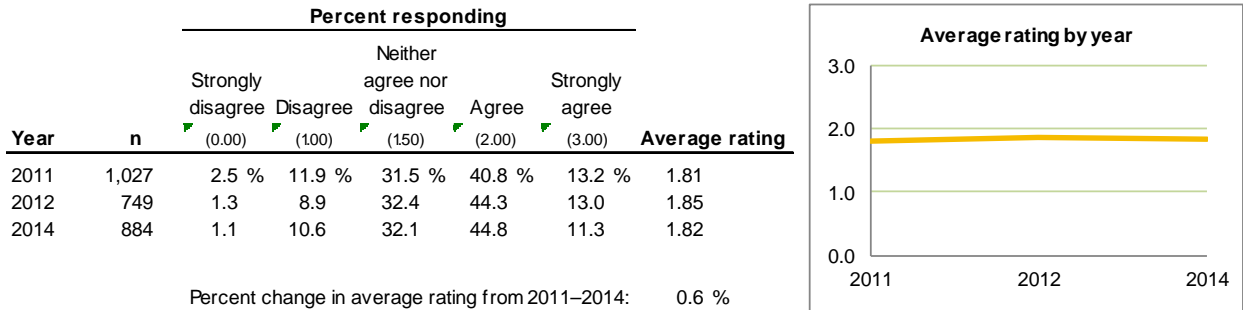 Percent responding
Neither
Strongly agree nor Strongly
disagree Disagree disagree Agree agree
Year n (0.00) (1.00) (1.50) (2.00) (3.00) Average rating
2011 1,027 2.5 % 11.9 % 31.5 % 40.8 % 13.2 % 1.81
2012 749 1.3 8.9 32.4 44.3 13.0 1.85
2014 884 1.1 10.6 32.1 44.8 11.3 1.82
Percent change in average rating from 2011–2014: 0.6 %
Average rating by year
3.0
2.0
1.0
0.0
2011 2012 2014